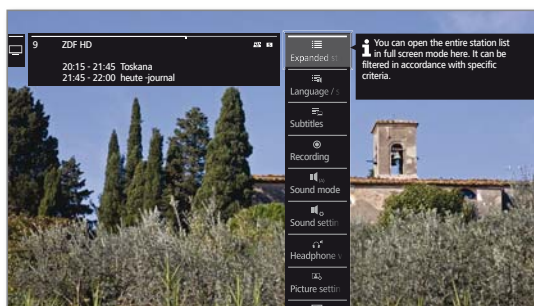 9 ZDF HD
20:15 - 21:45 Toskana
21:45 - 22:00 heute -journal
Expanded st
Language / s
Subtitles
Recording
Sound mode
Sound settin
Headphone v
Picture settin
You can open the entire station list
in full screen mode here. It can be
filtered in accordance with specific
criteria.